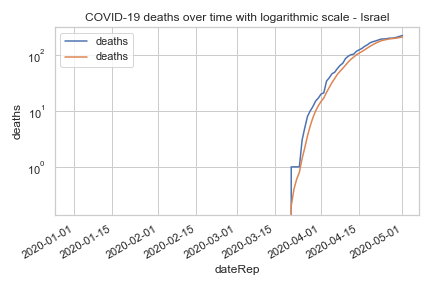 COVID-19 deaths over time with logarithmic scale - Israel
deaths
deaths
deaths
10²
10¹
10⁰
2020-01-01
2020-01-15
2020-02-01
2020-02-15
2020-03-01
2020-03-15
2020-04-01
2020-04-15
2020-05-01
dateRep